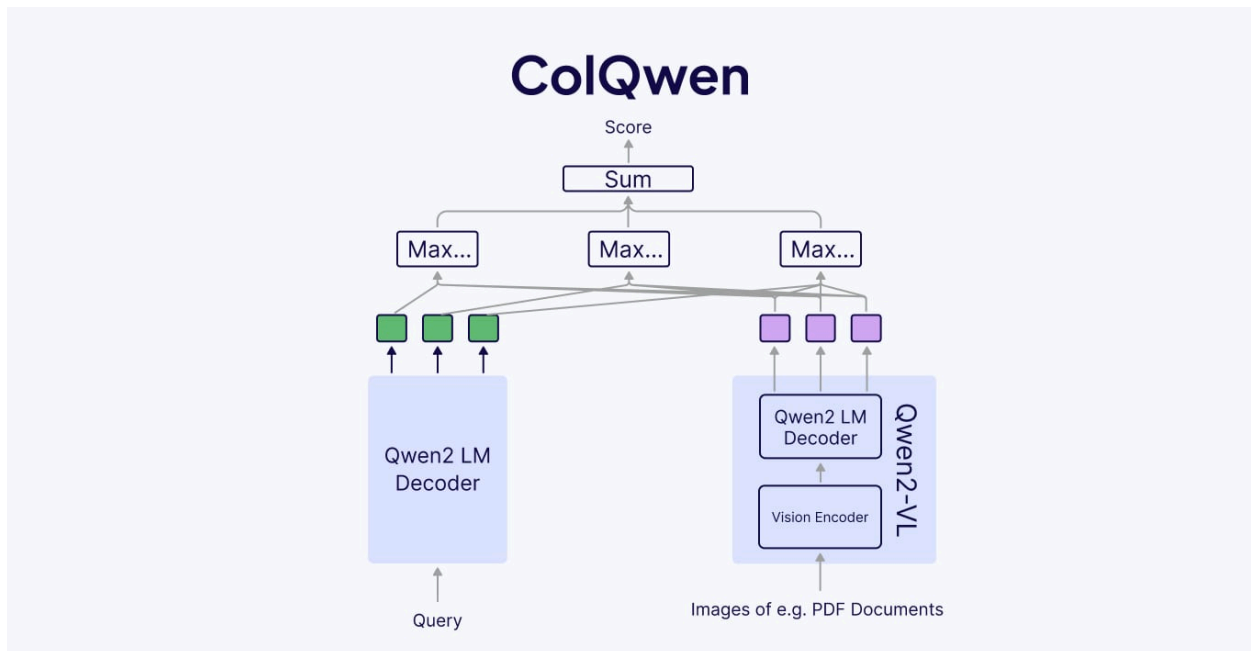 ColQwen
Score
Sum
Max...
Max...
Max...
Qwen2 LM
Decoder
Query
Qwen2 LM
Decoder
Vision Encoder
Qwen2-VL
Images of e.g. PDF Documents